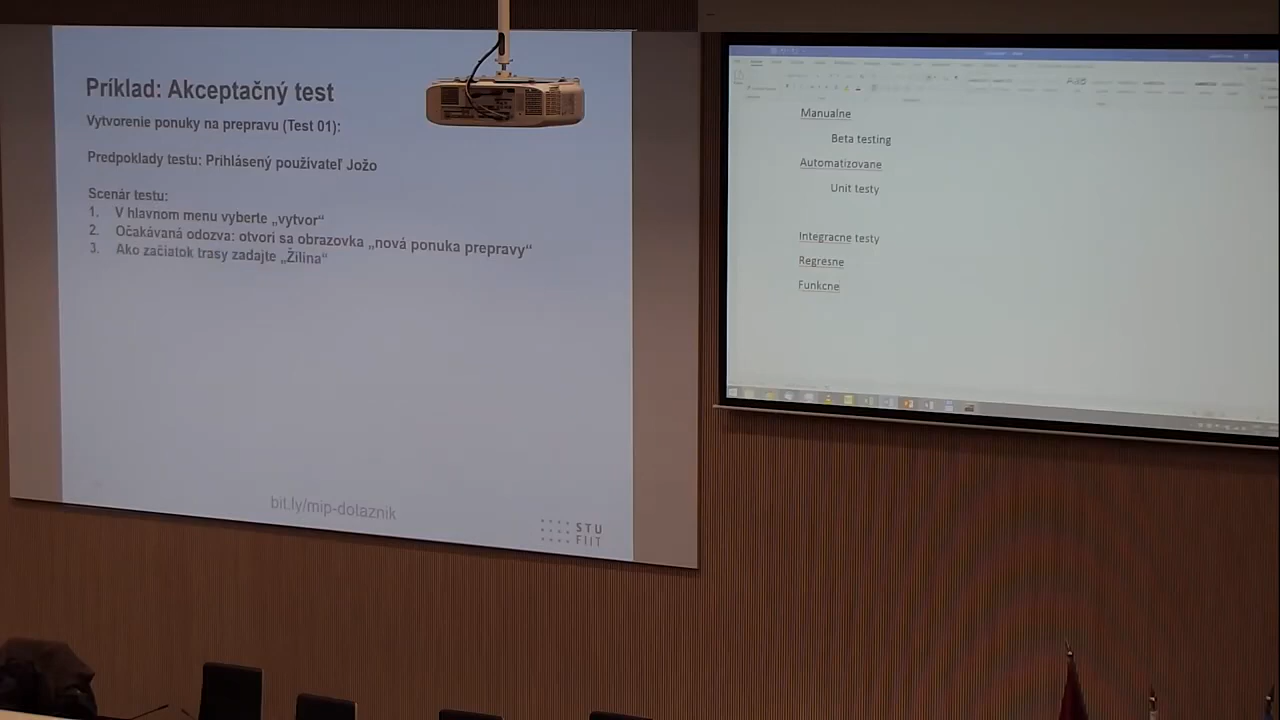 Príklad: Akceptačný test
Vytvorenie ponuky na prepravu (Test 01):
Predpoklady testu: Prihlásený používateľ Jožo
Scenár testu:
1. V hlavnom menu vyberte „vytvor“
2. Očakávaná odozva: otvorí sa obrazovka „nová ponuka prepravy“
3. Ako začiatok trasy zadajte „Žilina“
bit.ly/mip-dotaznik
STU
FIIT
Manualne
Beta testing
Automatizovane
Unit testy
Integracne testy
Regresne
Funkcne